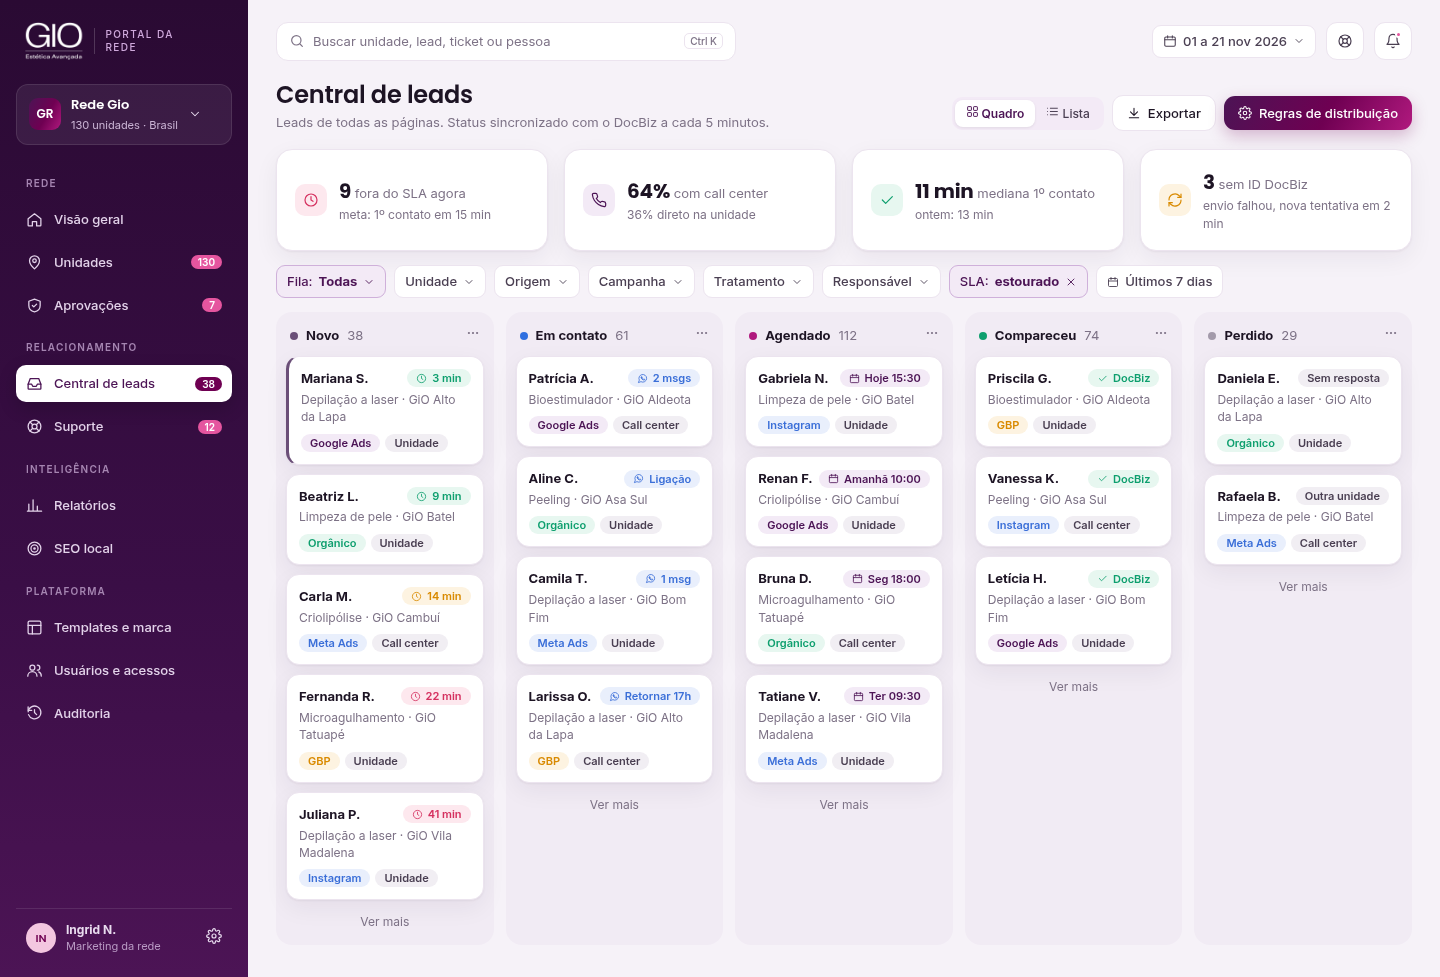 GIO
Estética Avançada
PORTAL DA
REDE
GR
Rede Gio
130 unidades · Brasil
REDE
Visão geral
Unidades 130
Aprovações 7
RELACIONAMENTO
Central de leads 38
Suporte 12
INTELIGÊNCIA
Relatórios
SEO local
PLATAFORMA
Templates e marca
Usuários e acessos
Auditoria
IN
Ingrid N.
Marketing da rede
Buscar unidade, lead, ticket ou pessoa Ctrl K
01 a 21 nov 2026
Central de leads
Leads de todas as páginas. Status sincronizado com o DocBiz a cada 5 minutos.
Quadro Lista Exportar Regras de distribuição
9 fora do SLA agora
meta: 1º contato em 15 min
64% com call center
36% direto na unidade
11 min mediana 1º contato
ontem: 13 min
3 sem ID DocBiz
envio falhou, nova tentativa em 2
min
Fila: Todas Unidade Origem Campanha Tratamento Responsável SLA: estourado Últimos 7 dias
Novo 38
Mariana S. 3 min
Depilação a laser · GiO Alto
da Lapa
Google Ads Unidade
Beatriz L. 9 min
Limpeza de pele · GiO Batel
Orgânico Unidade
Carla M. 14 min
Criolipólise · GiO Cambuí
Meta Ads Call center
Fernanda R. 22 min
Microagulhamento · GiO
Tatuapé
GBP Unidade
Juliana P. 41 min
Depilação a laser · GiO Vila
Madalena
Instagram Unidade
Ver mais
Em contato 61
Patrícia A. 2 msgs
Bioestimulador · GiO Aldeota
Google Ads Call center
Aline C. Ligação
Peeling · GiO Asa Sul
Orgânico Unidade
Camila T. 1 msg
Depilação a laser · GiO Bom
Fim
Meta Ads Unidade
Larissa O. Retornar 17h
Depilação a laser · GiO Alto
da Lapa
GBP Call center
Ver mais
Agendado 112
Gabriela N. Hoje 15:30
Limpeza de pele · GiO Batel
Instagram Unidade
Renan F. Amanhã 10:00
Criolipólise · GiO Cambuí
Google Ads Unidade
Bruna D. Seg 18:00
Microagulhamento · GiO
Tatuapé
Orgânico Call center
Tatiane V. Ter 09:30
Depilação a laser · GiO Vila
Madalena
Meta Ads Unidade
Ver mais
Compareceu 74
Priscila G. DocBiz
Bioestimulador · GiO Aldeota
GBP Unidade
Vanessa K. DocBiz
Peeling · GiO Asa Sul
Instagram Call center
Letícia H. DocBiz
Depilação a laser · GiO Bom
Fim
Google Ads Unidade
Ver mais
Perdido 29
Daniela E. Sem resposta
Depilação a laser · GiO Alto
da Lapa
Orgânico Unidade
Rafaela B. Outra unidade
Limpeza de pele · GiO Batel
Meta Ads Call center
Ver mais